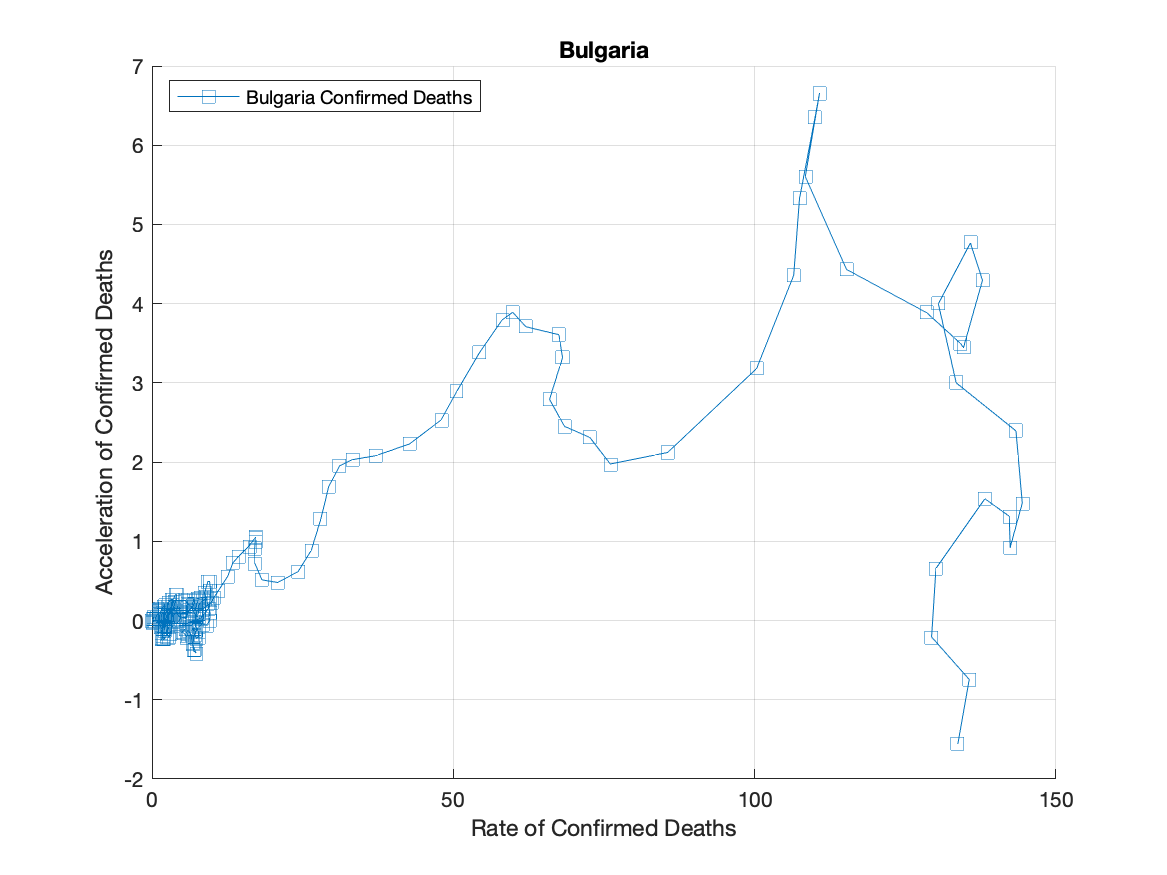 Bulgaria
Bulgaria Confirmed Deaths
7
6
5
4
3
2
1
0
-1
-2
Acceleration of Confirmed Deaths
0 50 100 150
Rate of Confirmed Deaths